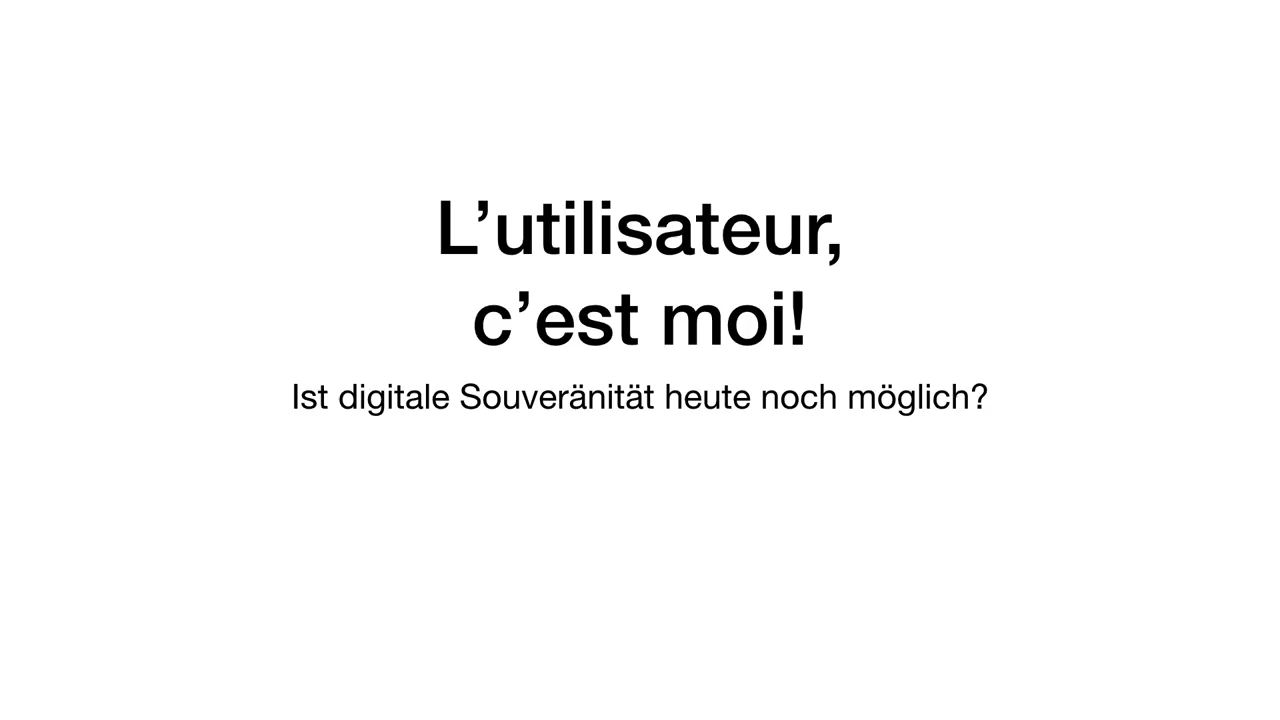 L’utilisateur,
c’est moi!
Ist digitale Souveränität heute noch möglich?